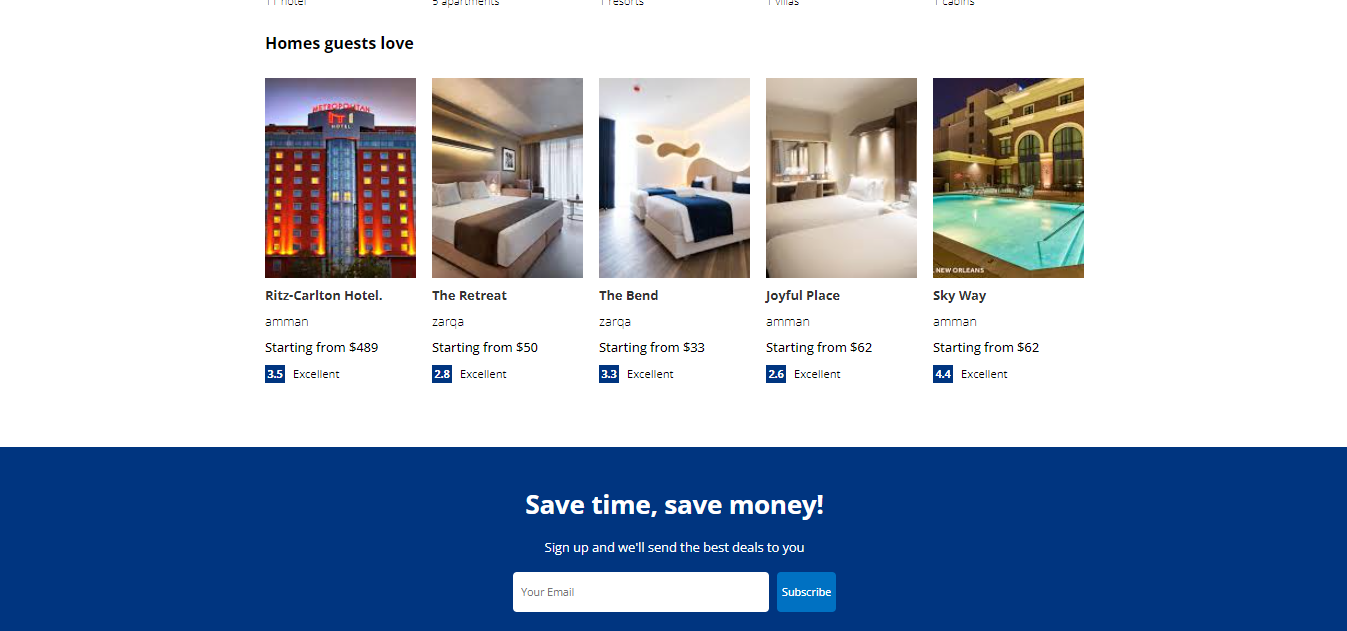 11 hotel
5 apartments
1 resorts
1 villas
1 cabins
Homes guests love
METROPOLITAN
HOTEL
NEW ORLEANS
Ritz-Carlton Hotel.
The Retreat
The Bend
Joyful Place
Sky Way
amman
zarqa
zarqa
amman
amman
Starting from $489
Starting from $50
Starting from $33
Starting from $62
Starting from $62
3.5 Excellent
2.8 Excellent
3.3 Excellent
2.6 Excellent
4.4 Excellent
Save time, save money!
Sign up and we'll send the best deals to you
Your Email
Subscribe